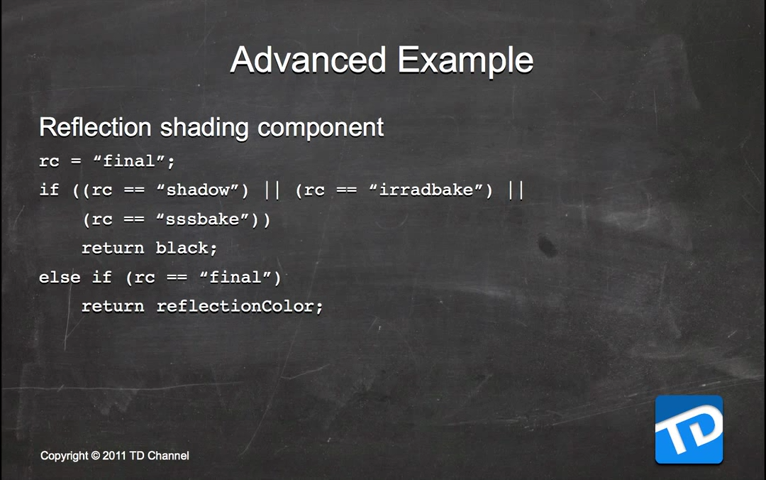 Advanced Example
Reflection shading component
rc = “final”;
if ((rc == “shadow”) || (rc == “irradbake”) ||
(rc == “sssbake”))
return black;
else if (rc == “final”)
return reflectionColor;
TD
Copyright © 2011 TD Channel